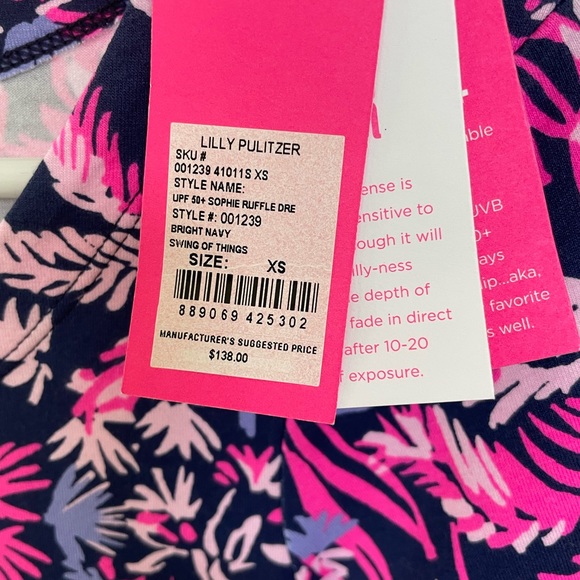 LILLY PULITZER
SKU #
001239 41011S XS
STYLE NAME:
UPF 50+ SOPHIE RUFFLE DRE
STYLE #: 001239
BRIGHT NAVY
SWING OF THINGS
SIZE: XS
889069 425302
MANUFACTURER'S SUGGESTED PRICE
$138.00
ense is
ensitive to
ough it will
lly-ness
e depth of
fade in direct
after 10-20
f exposure.
+
able
UVB
0+
ays
ip...aka,
favorite
s well.